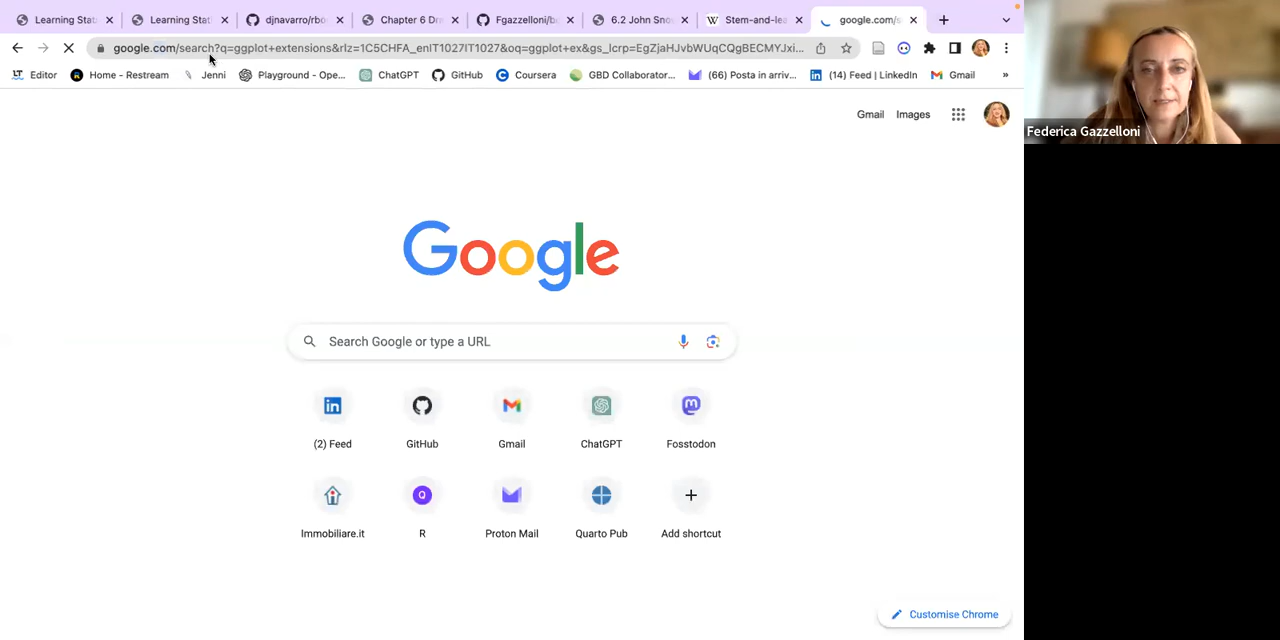 Learning Stat
Learning Stat
djnavarro/rbo
Chapter 6 Dr
Fgazzelloni/b
6.2 John Sno
Stem-and-lea
google.com/s
google.com/search?q=ggplot+extensions&rlz=1C5CHFA_enIT1027IT1027&oq=ggplot+ex&gs_lcrp=EgZjaHJvbWUqCQgBECMYJxi...
Editor
Home - Restream
Jenni
Playground - Ope...
ChatGPT
GitHub
Coursera
GBD Collaborator...
(66) Posta in arriv...
(14) Feed | LinkedIn
Gmail
»
Gmail
Images
Google
Search Google or type a URL
(2) Feed
GitHub
Gmail
ChatGPT
Fosstodon
Immobiliare.it
R
Proton Mail
Quarto Pub
Add shortcut
Customise Chrome
Federica Gazzelloni